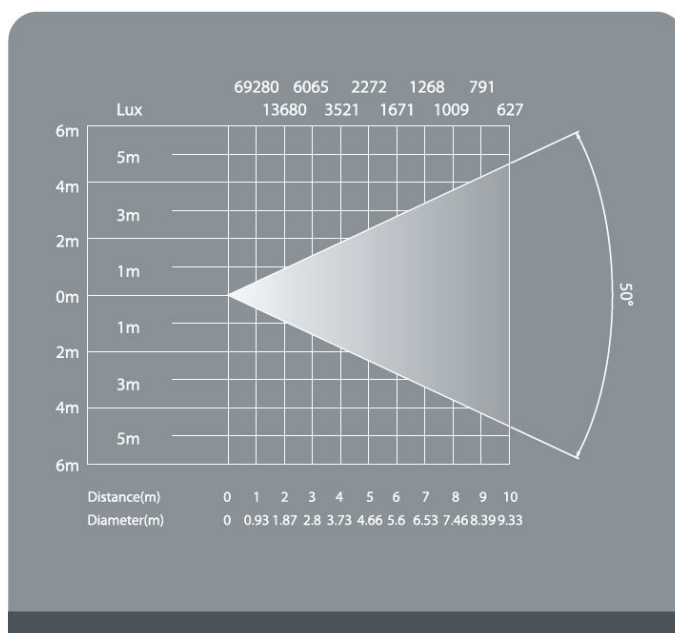 69280 6065 2272 1268 791
Lux 13680 3521 1671 1009 627
6m
5m
4m
3m
2m
1m
0m
1m
2m
3m
4m
5m
6m
50°
Distance(m) 0 1 2 3 4 5 6 7 8 9 10
Diameter(m) 0 0.93 1.87 2.8 3.73 4.66 5.6 6.53 7.46 8.39 9.33